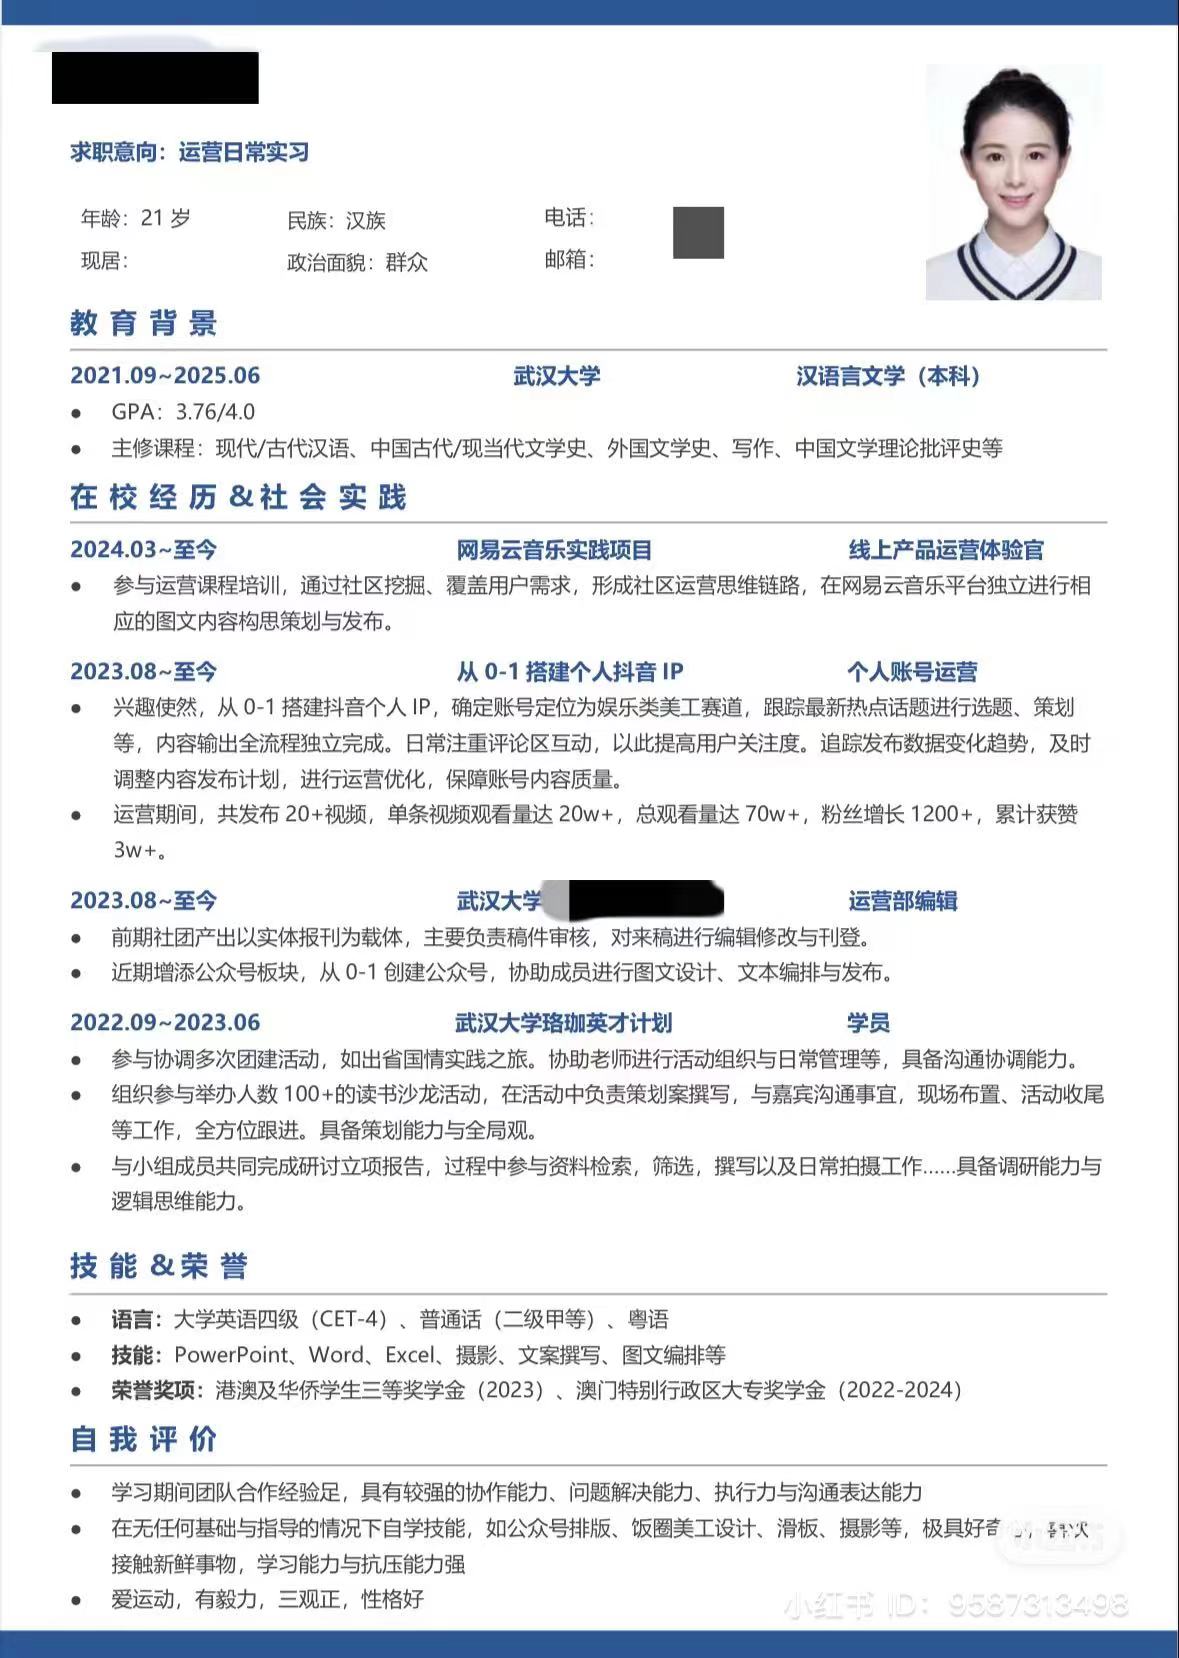 求职意向：运营日常实习
年龄：21 岁 民族：汉族 电话：
现居： 政治面貌：群众 邮箱：
教育背景
2021.09~2025.06 武汉大学 汉语言文学（本科）
● GPA：3.76/4.0
● 主修课程：现代/古代汉语、中国古代/现当代文学史、外国文学史、写作、中国文学理论批评史等
在校经历&社会实践
2024.03~至今 网易云音乐实践项目 线上产品运营体验官
● 参与运营课程培训，通过社区挖掘、覆盖用户需求，形成社区运营思维链路，在网易云音乐平台独立进行相
应的图文内容构思策划与发布。
2023.08~至今 从 0-1 搭建个人抖音 IP 个人账号运营
● 兴趣使然，从 0-1 搭建抖音个人 IP，确定账号定位为娱乐类美工赛道，跟踪最新热点话题进行选题、策划
等，内容输出全流程独立完成。日常注重评论区互动，以此提高用户关注度。追踪发布数据变化趋势，及时
调整内容发布计划，进行运营优化，保障账号内容质量。
● 运营期间，共发布 20+视频，单条视频观看量达 20w+，总观看量达 70w+，粉丝增长 1200+，累计获赞
3w+。
2023.08~至今 武汉大学 运营部编辑
● 前期社团产出以实体报刊为载体，主要负责稿件审核，对来稿进行编辑修改与刊登。
● 近期增添公众号板块，从 0-1 创建公众号，协助成员进行图文设计、文本编排与发布。
2022.09~2023.06 武汉大学珞珈英才计划 学员
● 参与协调多次团建活动，如出省国情实践之旅。协助老师进行活动组织与日常管理等，具备沟通协调能力。
● 组织参与举办人数 100+的读书沙龙活动，在活动中负责策划案撰写，与嘉宾沟通事宜，现场布置、活动收尾
等工作，全方位跟进。具备策划能力与全局观。
● 与小组成员共同完成研讨立项报告，过程中参与资料检索，筛选，撰写以及日常拍摄工作……具备调研能力与
逻辑思维能力。
技能&荣誉
● 语言：大学英语四级（CET-4）、普通话（二级甲等）、粤语
● 技能：PowerPoint、Word、Excel、摄影、文案撰写、图文编排等
● 荣誉奖项：港澳及华侨学生三等奖学金（2023）、澳门特别行政区大专奖学金（2022-2024）
自我评价
● 学习期间团队合作经验足，具有较强的协作能力、问题解决能力、执行力与沟通表达能力
● 在无任何基础与指导的情况下自学技能，如公众号排版、饭圈美工设计、滑板、摄影等，极具好奇
接触新鲜事物，学习能力与抗压能力强
● 爱运动，有毅力，三观正，性格好
小红书 ID：9587313498